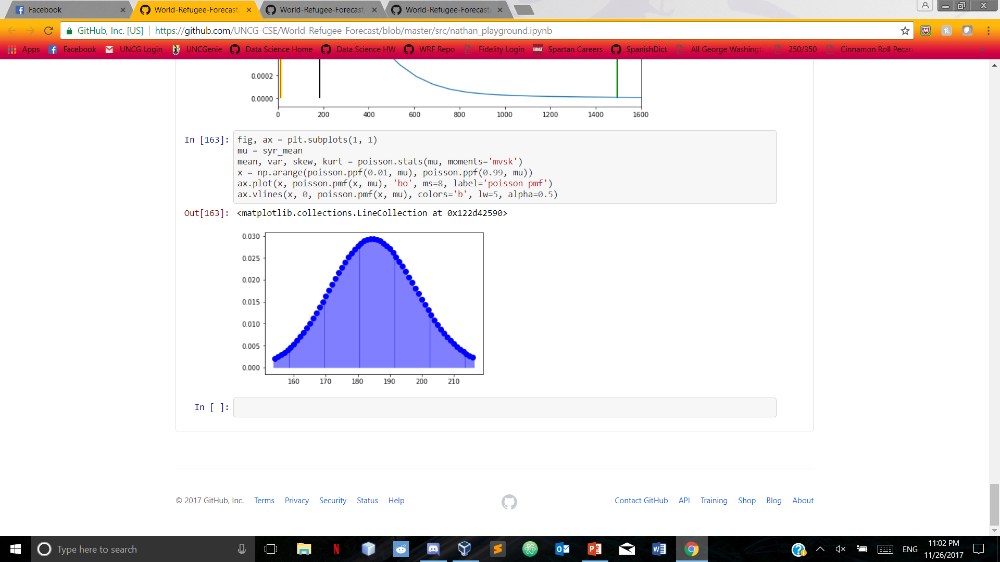 Facebook
World-Refugee-Forecast
World-Refugee-Forecast
World-Refugee-Forecast
GitHub, Inc. [US] https://github.com/UNCG-CSE/World-Refugee-Forecast/blob/master/src/nathan_playground.ipynb
Apps Facebook UNCG Login UNCGenie Data Science Home Data Science HW WRF Repo Fidelity Login Spartan Careers SpanishDict All George Washingt 250/350 Cinnamon Roll Pecan
0.0002
0.0000
0 200 400 600 800 1000 1200 1400 1600
In [163]: fig, ax = plt.subplots(1, 1)
mu = syr_mean
mean, var, skew, kurt = poisson.stats(mu, moments='mvsk')
x = np.arange(poisson.ppf(0.01, mu), poisson.ppf(0.99, mu))
ax.plot(x, poisson.pmf(x, mu), 'bo', ms=8, label='poisson pmf')
ax.vlines(x, 0, poisson.pmf(x, mu), colors='b', lw=5, alpha=0.5)
Out[163]: <matplotlib.collections.LineCollection at 0x122d42590>
0.030
0.025
0.020
0.015
0.010
0.005
0.000
160 170 180 190 200 210
In [ ]:
© 2017 GitHub, Inc. Terms Privacy Security Status Help Contact GitHub API Training Shop Blog About
Type here to search
ENG
11:02 PM
11/26/2017